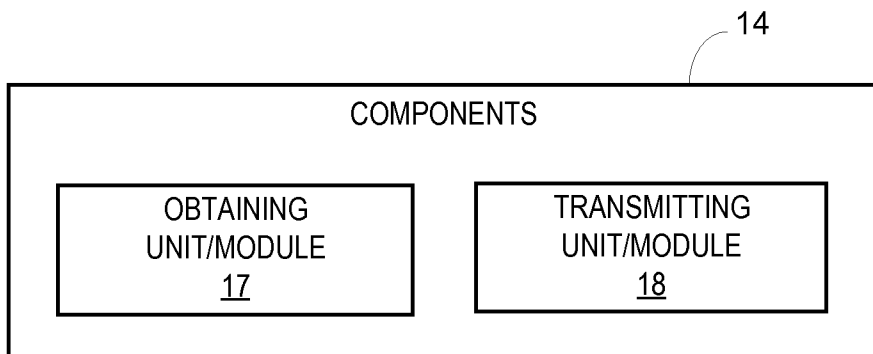 14
COMPONENTS
OBTAINING
UNIT/MODULE
17
TRANSMITTING
UNIT/MODULE
18